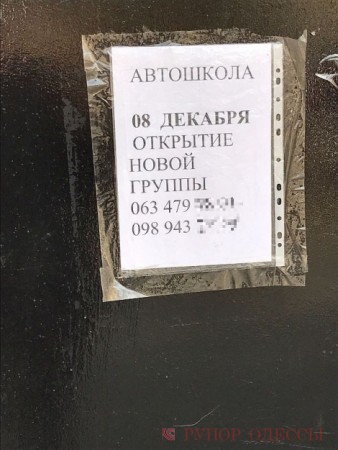 АВТОШКОЛА
08 ДЕКАБРЯ
ОТКРЫТИЕ
НОВОЙ
ГРУППЫ
063 479
098 943
РУПОР ОДЕССЫ